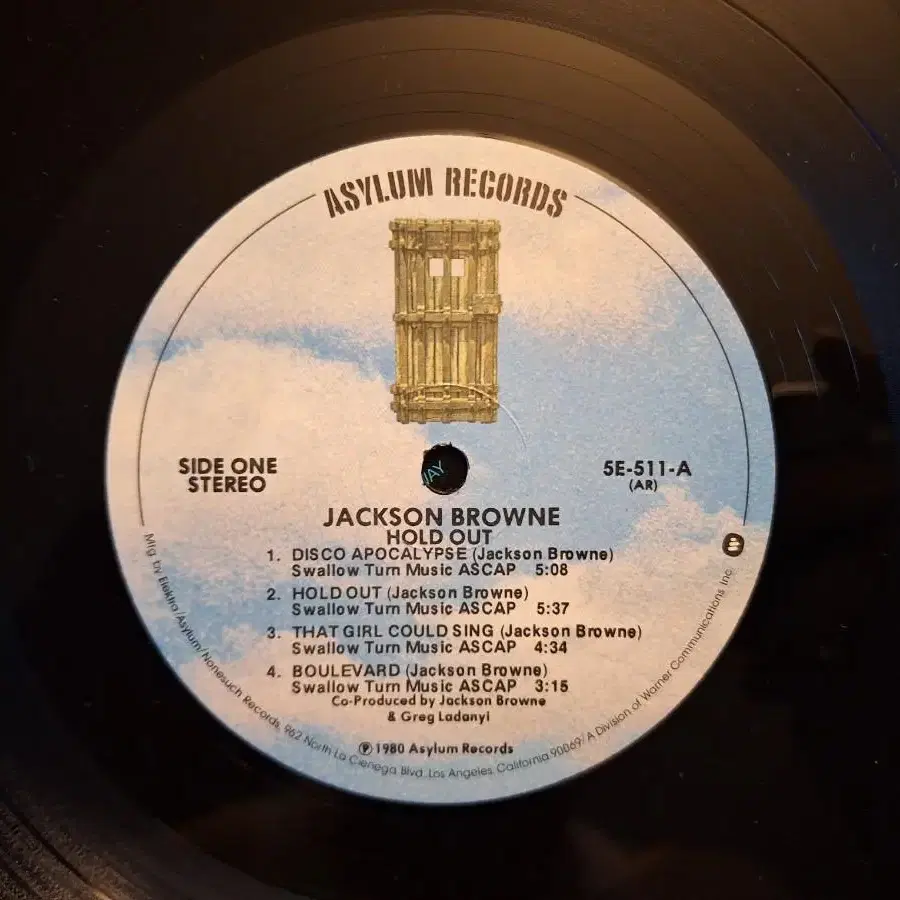 ASYLUM RECORDS
SIDE ONE
STEREO
5E-511-A
(AR)
JAY
JACKSON BROWNE
HOLD OUT
1. DISCO APOCALYPSE (Jackson Browne)
Swallow Turn Music ASCAP 5:08
2. HOLD OUT (Jackson Browne)
Swallow Turn Music ASCAP 5:37
3. THAT GIRL COULD SING (Jackson Browne)
Swallow Turn Music ASCAP 4:34
4. BOULEVARD (Jackson Browne)
Swallow Turn Music ASCAP 3:15
Co-Produced by Jackson Browne
& Greg Ladanyi
℗ 1980 Asylum Records
Mfg by Elektra/Asylum/Nonesuch Records, 962 North La Cienega Blvd. Los Angeles, California 90069/A Division of Warner Communications Inc.